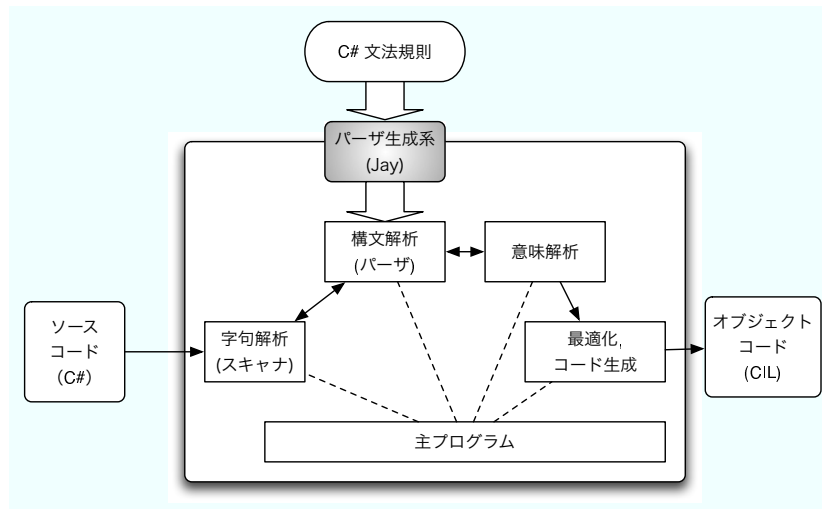 C# 文法規則
パーザ生成系
(Jay)
構文解析
(パーザ)
意味解析
ソース
コード
（C#）
字句解析
(スキャナ)
最適化,
コード生成
オブジェクト
コード
(CIL)
主プログラム